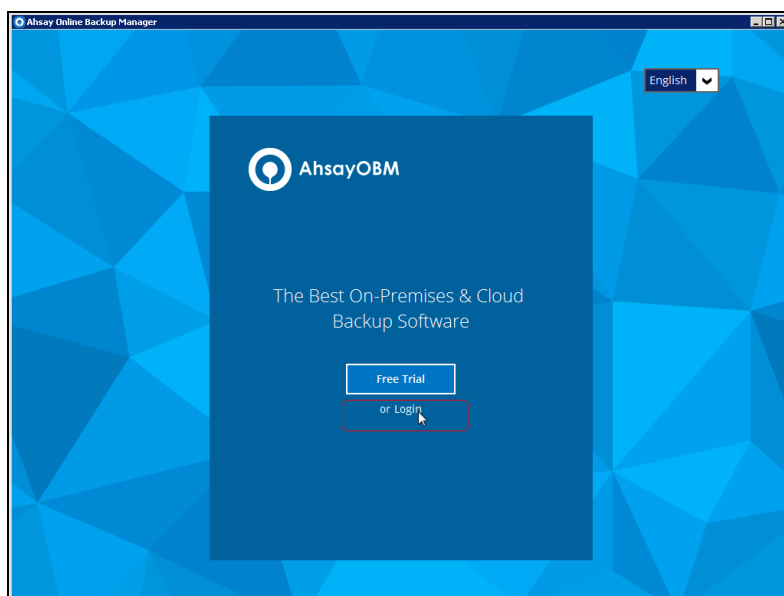 Ahsay Online Backup Manager
English
AhsayOBM
The Best On-Premises & Cloud
Backup Software
Free Trial
or Login